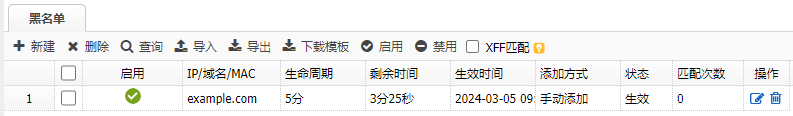 黑名单
新建 删除 查询 导入 导出 下载模板 启用 禁用 XFF匹配
启用 IP/域名/MAC 生命周期 剩余时间 生效时间 添加方式 状态 匹配次数 操作
1 example.com 5分 3分25秒 2024-03-05 09: 手动添加 生效 0